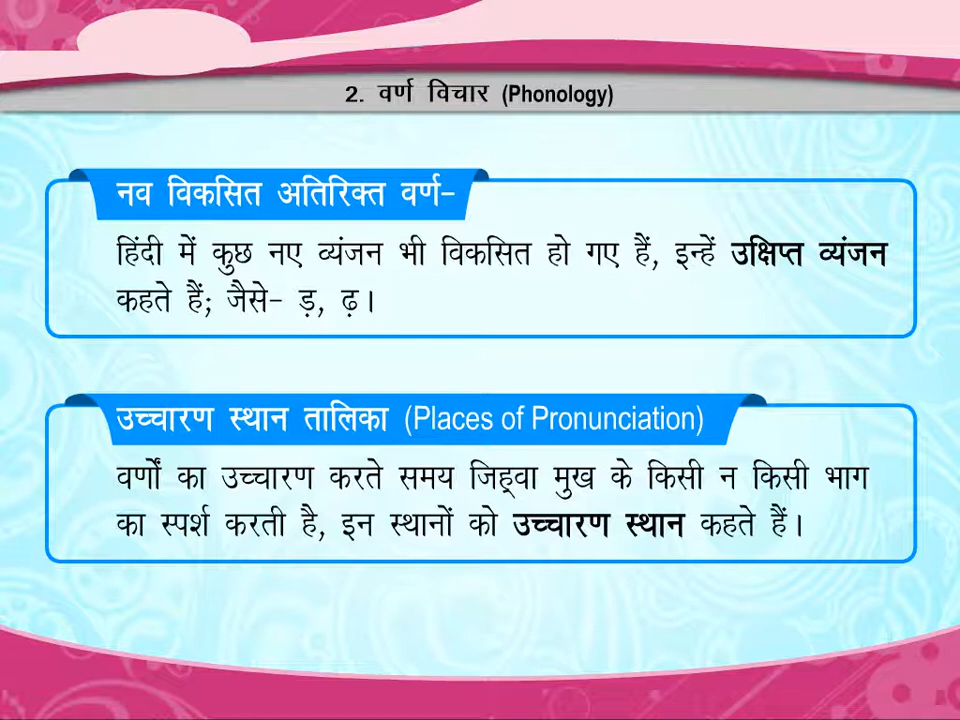 2. वर्ण विचार (Phonology)
नव विकसित अतिरिक्त वर्ण-
हिंदी में कुछ नए व्यंजन भी विकसित हो गए हैं, इन्हें उक्षिप्त व्यंजन
कहते हैं; जैसे- ड़, ढ़।
उच्चारण स्थान तालिका (Places of Pronunciation)
वर्णों का उच्चारण करते समय जिह्वा मुख के किसी न किसी भाग
का स्पर्श करती है, इन स्थानों को उच्चारण स्थान कहते हैं।